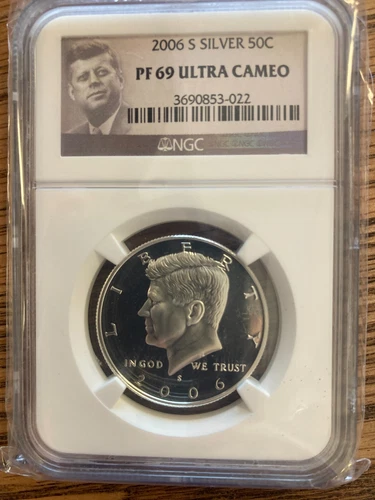 2006 S SILVER 50C
PF 69 ULTRA CAMEO
3690853-022
NGC
LIBERTY
IN GOD WE TRUST
S
2006